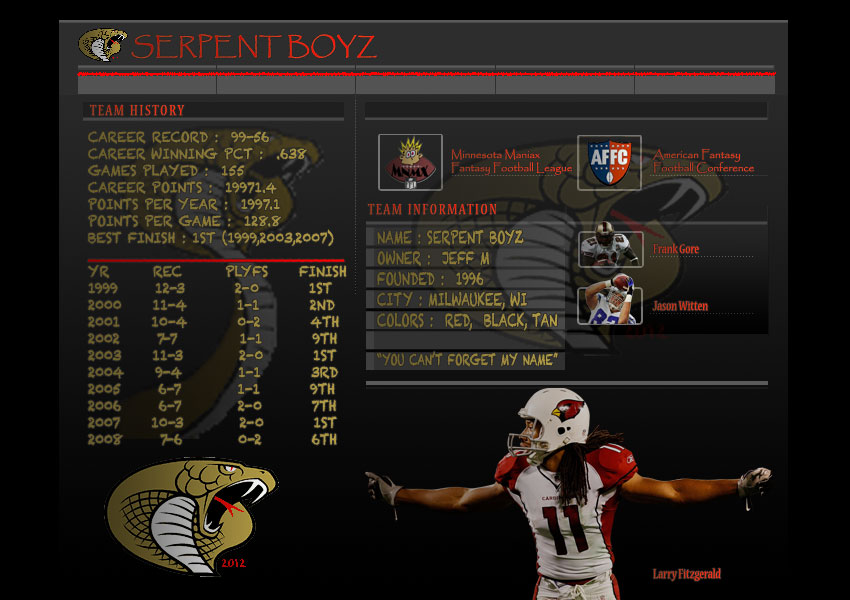 SERPENT BOYZ
TEAM HISTORY
CAREER RECORD : 99-56
CAREER WINNING PCT : .638
GAMES PLAYED : 155
CAREER POINTS : 19971.4
POINTS PER YEAR : 1997.1
POINTS PER GAME : 128.8
BEST FINISH : 1ST (1999,2003,2007)
YR REC PLYFS FINISH
1999 12-3 2-0 1ST
2000 11-4 1-1 2ND
2001 10-4 0-2 4TH
2002 7-7 1-1 9TH
2003 11-3 2-0 1ST
2004 9-4 1-1 3RD
2005 6-7 1-1 9TH
2006 6-7 2-0 7TH
2007 10-3 2-0 1ST
2008 7-6 0-2 6TH
2012
MNMX
Minnesota Maniax
Fantasy Football League
AFFC
American Fantasy
Football Conference
TEAM INFORMATION
NAME : SERPENT BOYZ
OWNER : JEFF M
FOUNDED : 1996
CITY : MILWAUKEE, WI
COLORS : RED, BLACK, TAN
"YOU CAN'T FORGET MY NAME"
Frank Gore
82
Jason Witten
2012
11
CARDINALS
11
Larry Fitzgerald